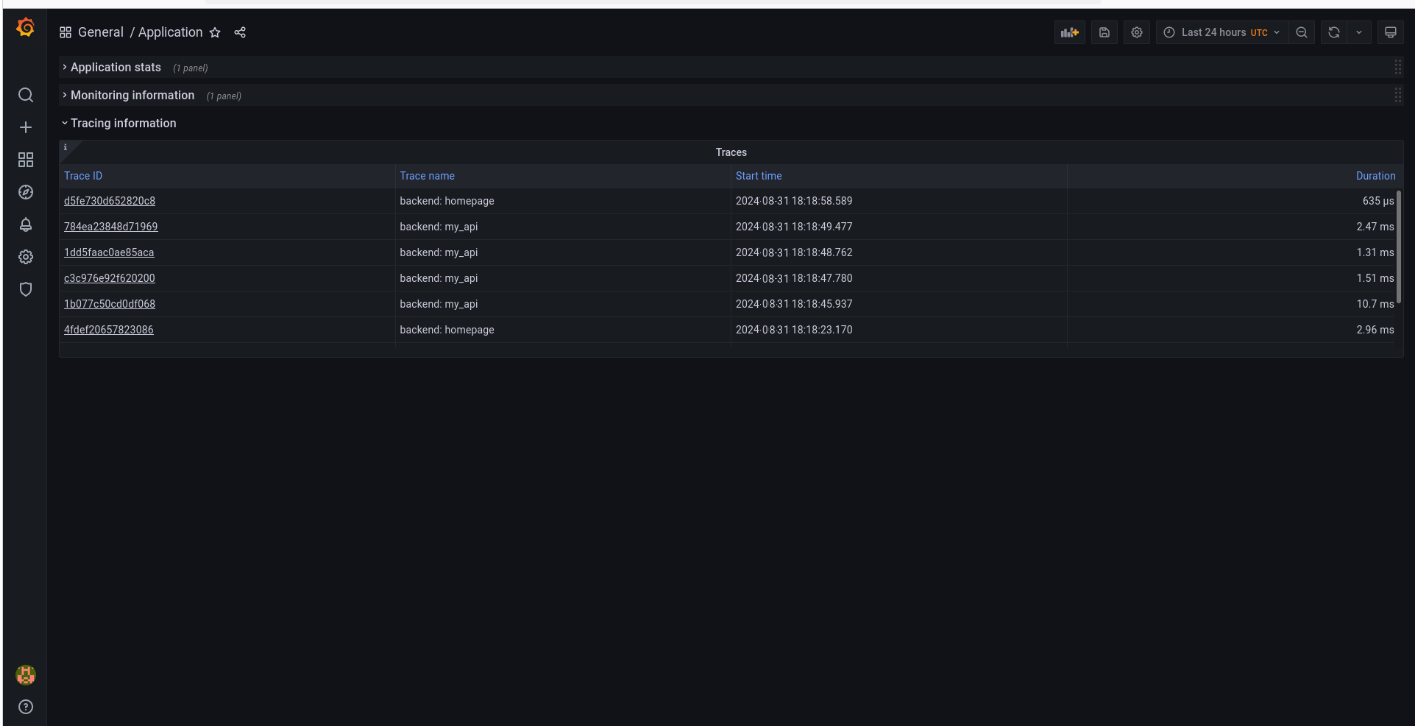 General / Application
Last 24 hours UTC
Application stats (1 panel)
Monitoring information (1 panel)
Tracing information
i
Traces
Trace ID Trace name Start time Duration
d5fe730d652820c8 backend: homepage 2024-08-31 18:18:58.589 635 µs
784ea23848d71969 backend: my_api 2024-08-31 18:18:49.477 2.47 ms
1dd5faac0ae85aca backend: my_api 2024-08-31 18:18:48.762 1.31 ms
c3c976e92f620200 backend: my_api 2024-08-31 18:18:47.780 1.51 ms
1b077c50cd0df068 backend: my_api 2024-08-31 18:18:45.937 10.7 ms
4fdef20657823086 backend: homepage 2024-08-31 18:18:23.170 2.96 ms